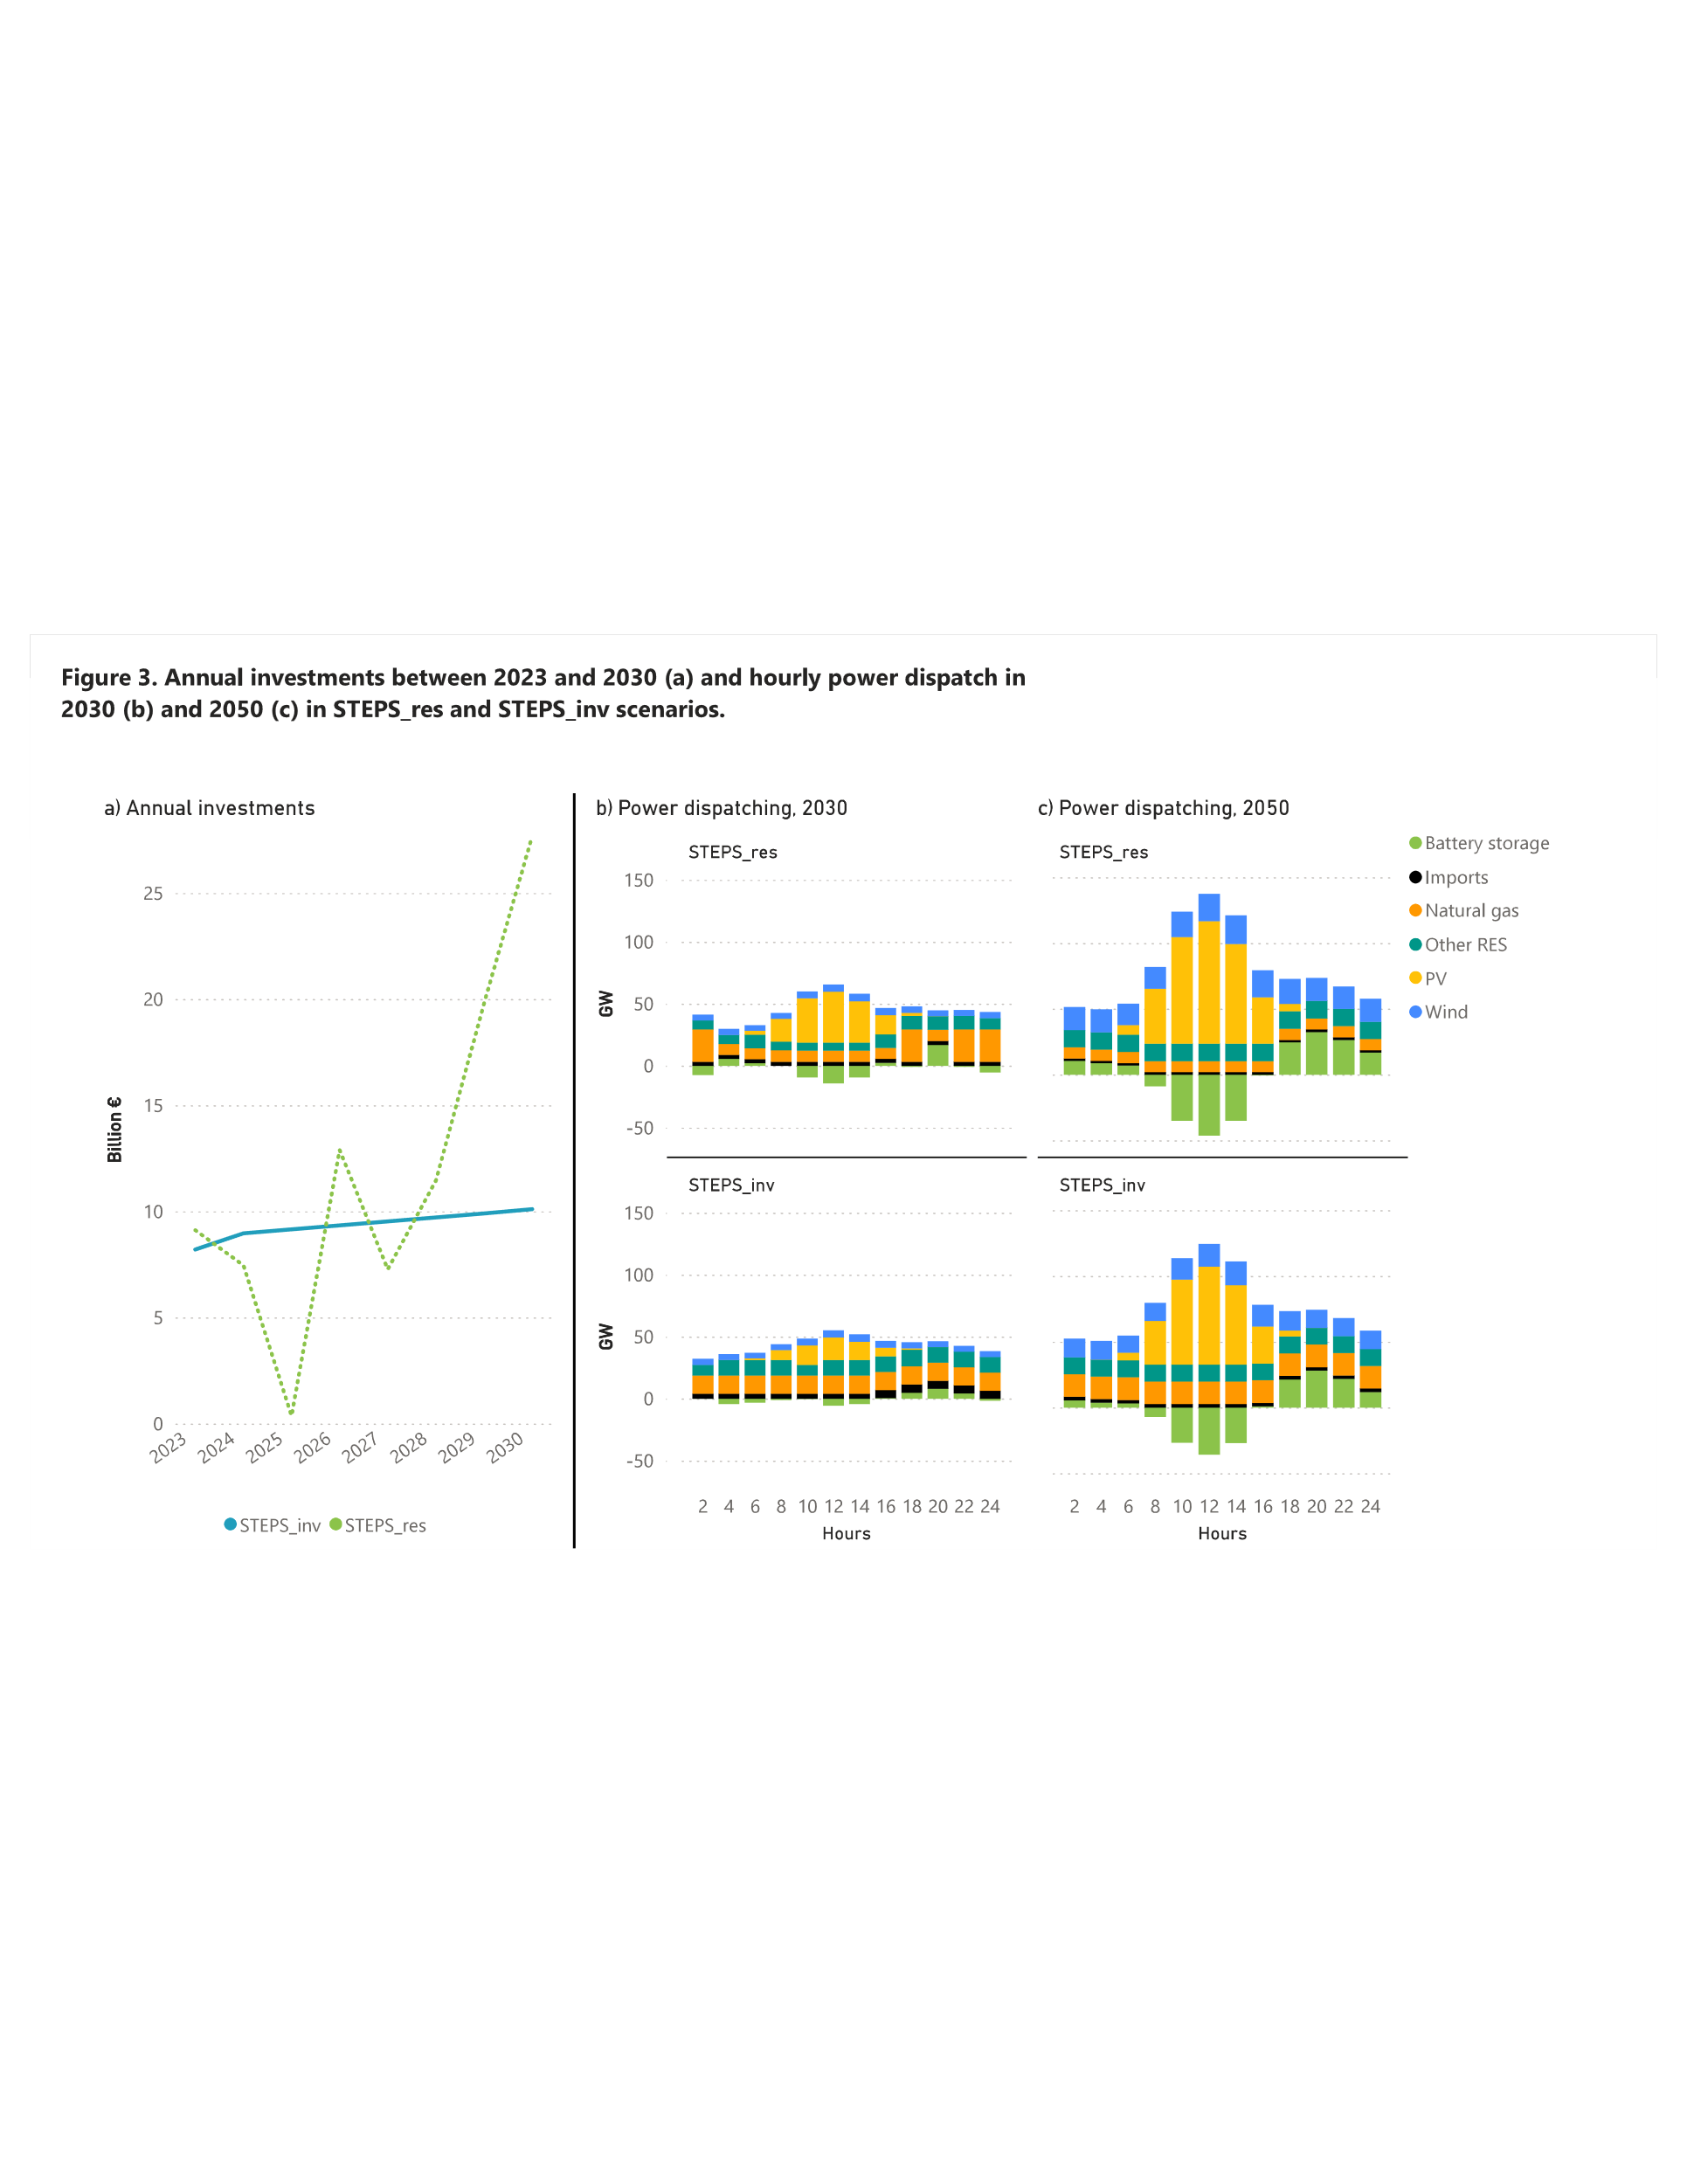 Figure 3. Annual investments between 2023 and 2030 (a) and hourly power dispatch in
2030 (b) and 2050 (c) in STEPS_res and STEPS_inv scenarios.
a) Annual investments
25
20
15
10
5
0
Billion €
2023 2024 2025 2026 2027 2028 2029 2030
STEPS_inv STEPS_res
b) Power dispatching, 2030
STEPS_res
150
100
50
0
-50
GW
STEPS_inv
150
100
50
0
-50
GW
2 4 6 8 10 12 14 16 18 20 22 24
Hours
c) Power dispatching, 2050
STEPS_res
STEPS_inv
2 4 6 8 10 12 14 16 18 20 22 24
Hours
Battery storage
Imports
Natural gas
Other RES
PV
Wind